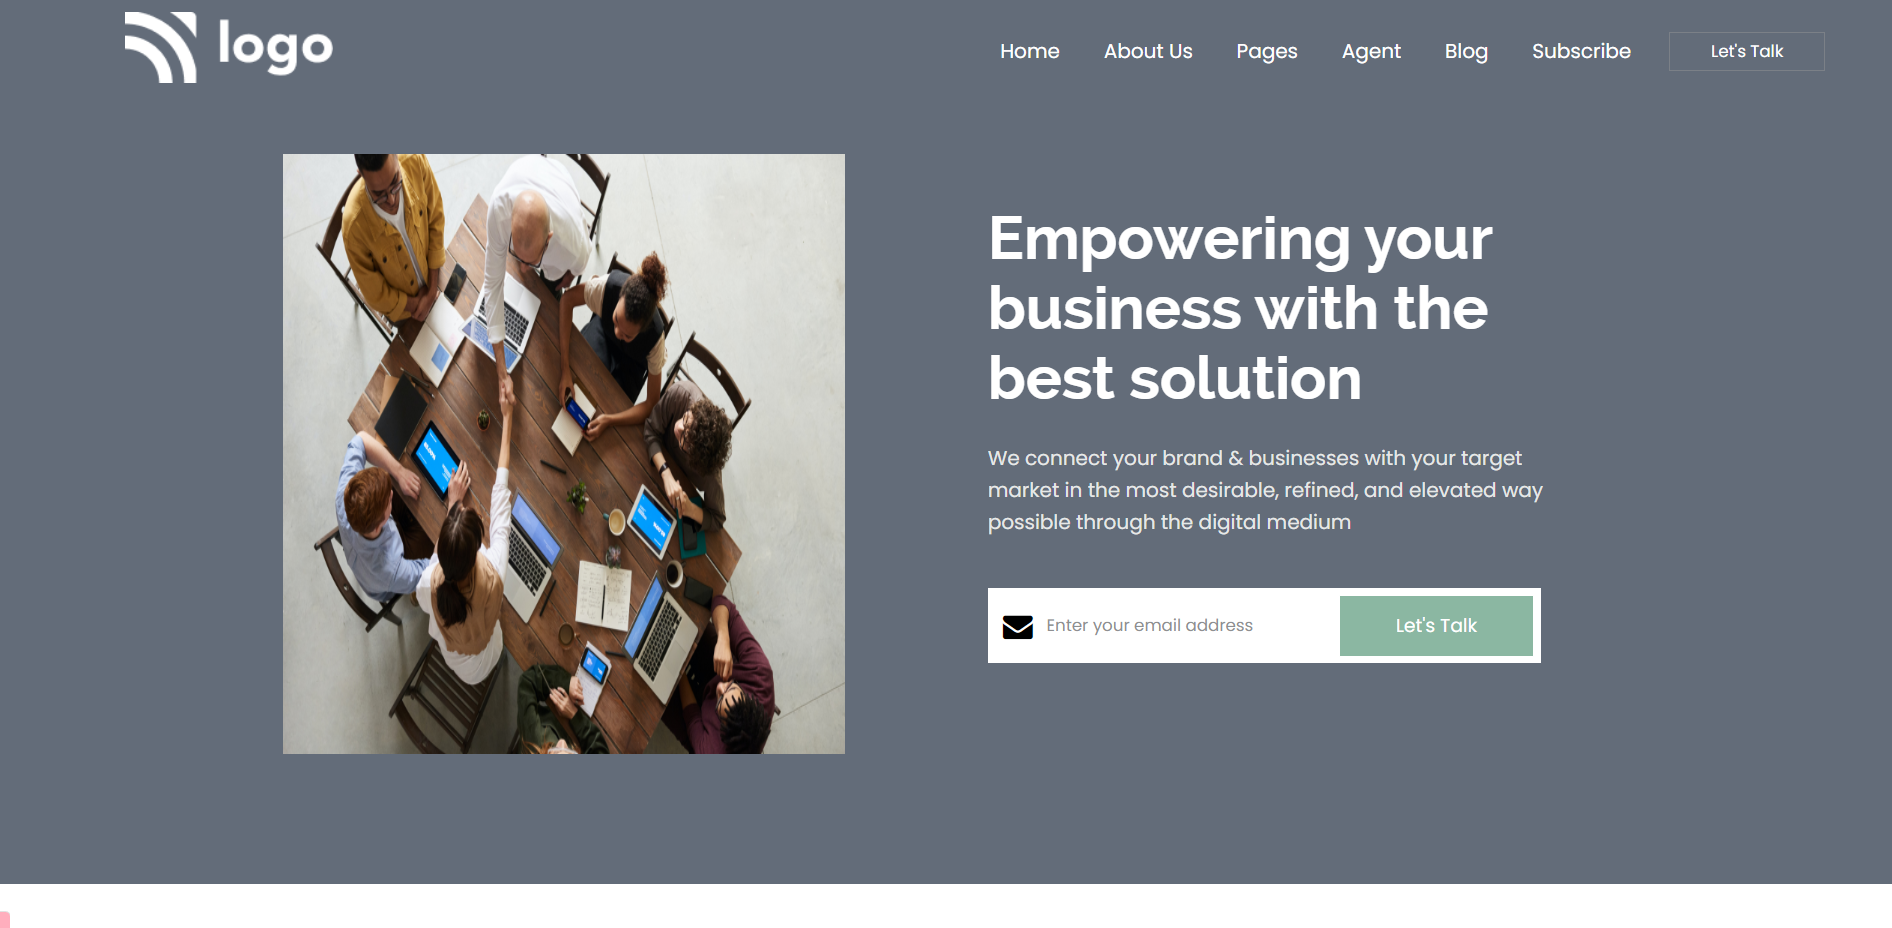 logo
Home
About Us
Pages
Agent
Blog
Subscribe
Let's Talk
Empowering your
business with the
best solution
We connect your brand & businesses with your target
market in the most desirable, refined, and elevated way
possible through the digital medium
Enter your email address
Let's Talk